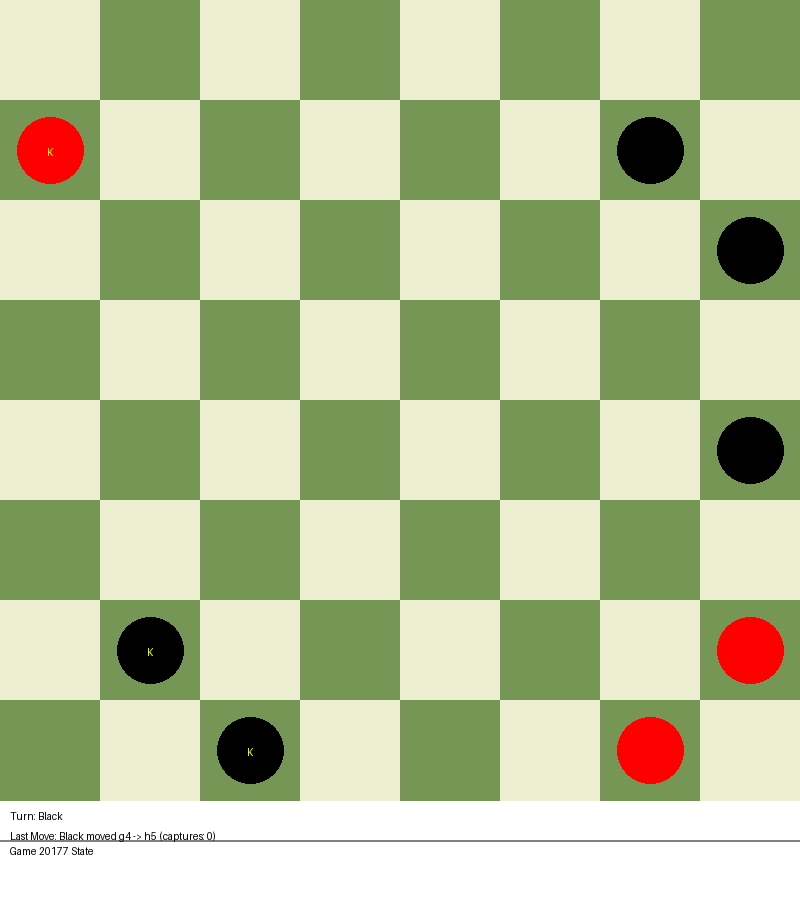 K
K
K
Turn: Black
Last Move: Black moved g4 -> h5 (captures: 0)
Game 20177 State